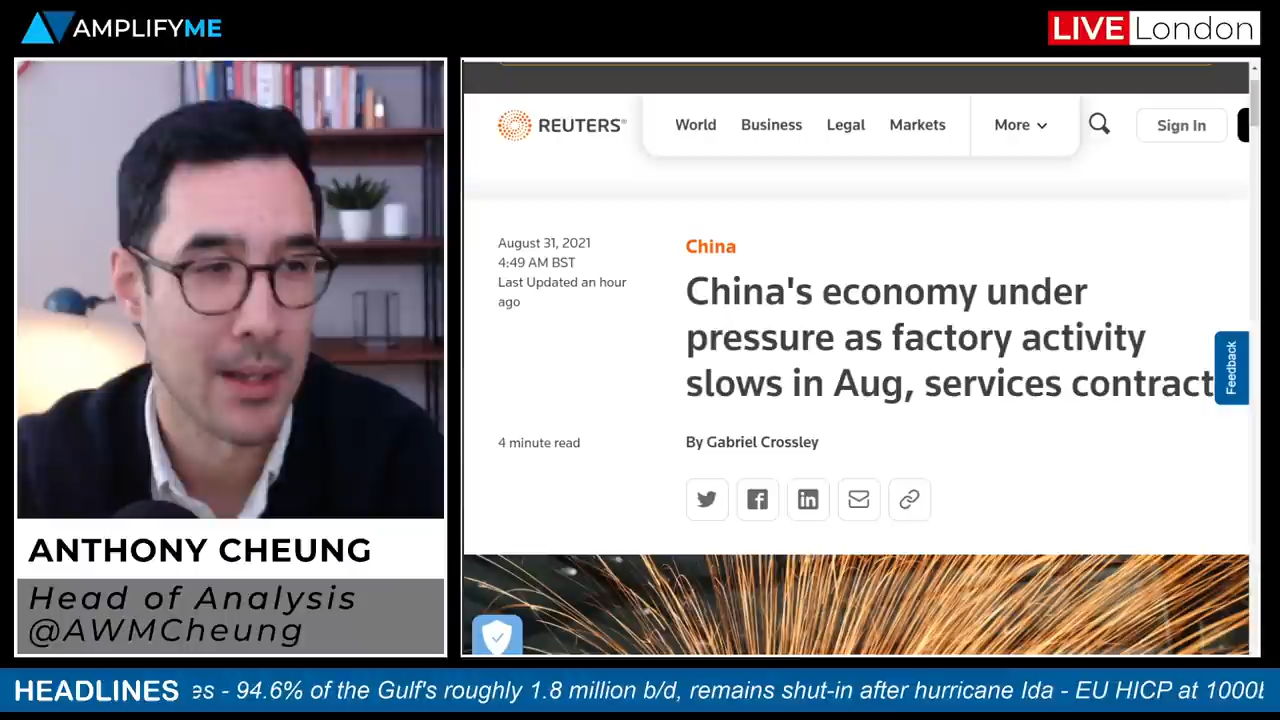 AMPLIFYME
LIVE London
REUTERS
World Business Legal Markets More Sign In
August 31, 2021
4:49 AM BST
Last Updated an hour
ago
China
China's economy under
pressure as factory activity
slows in Aug, services contract
Feedback
4 minute read
By Gabriel Crossley
ANTHONY CHEUNG
Head of Analysis
@AWMCheung
HEADLINES es - 94.6% of the Gulf's roughly 1.8 million b/d, remains shut-in after hurricane Ida - EU HICP at 1000b